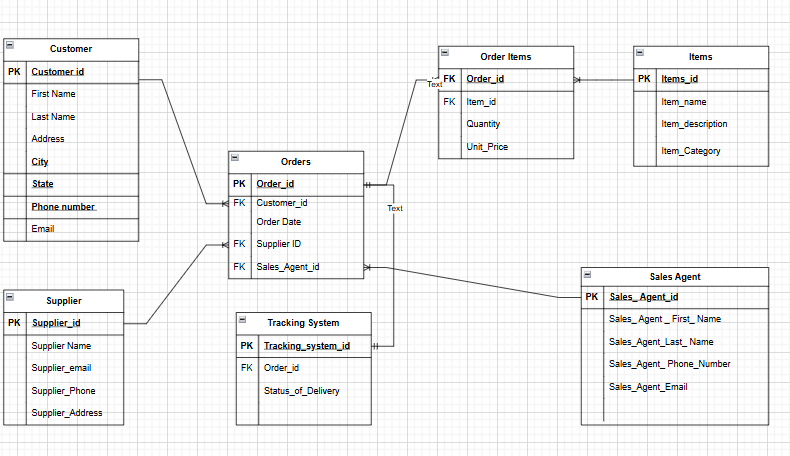 Customer
PK Customer id
First Name
Last Name
Address
City
State
Phone number
Email
Supplier
PK Supplier_id
Supplier Name
Supplier_email
Supplier_Phone
Supplier_Address
Orders
PK Order_id
FK Customer_id
Order Date
FK Supplier ID
FK Sales_Agent_id
Tracking System
PK Tracking_system_id
FK Order_id
Status_of_Delivery
Text
Text
Order Items
FK Order_id
FK Item_id
Quantity
Unit_Price
Items
PK Items_id
Item_name
Item_description
Item_Category
Sales Agent
PK Sales_ Agent_id
Sales_ Agent _ First_ Name
Sales_Agent_Last_ Name
Sales_Agent_ Phone_Number
Sales_Agent_Email